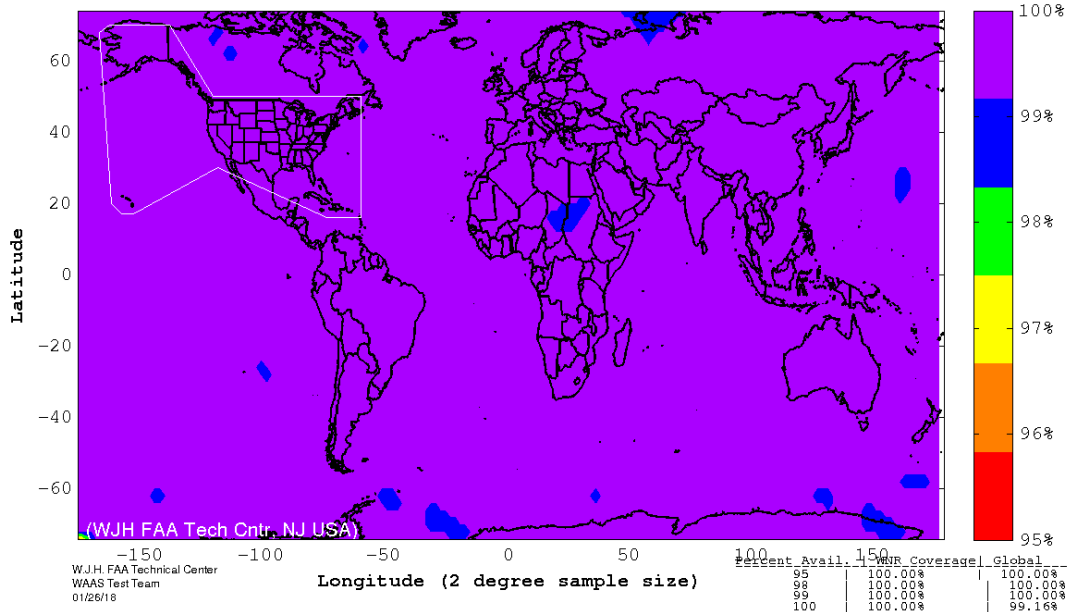 100%
99%
98%
97%
96%
95%
60
40
20
0
−20
−40
−60
Latitude
(WJH FAA Tech Cntr, NJ USA)
−150 −100 −50 0 50 100 150
Longitude (2 degree sample size)
W.J.H. FAA Technical Center
WAAS Test Team
01/26/18
Percent Avail. | WNR Coverage| Global
95 | 100.00% | 100.00%
98 | 100.00% | 100.00%
99 | 100.00% | 100.00%
100 | 100.00% | 99.16%